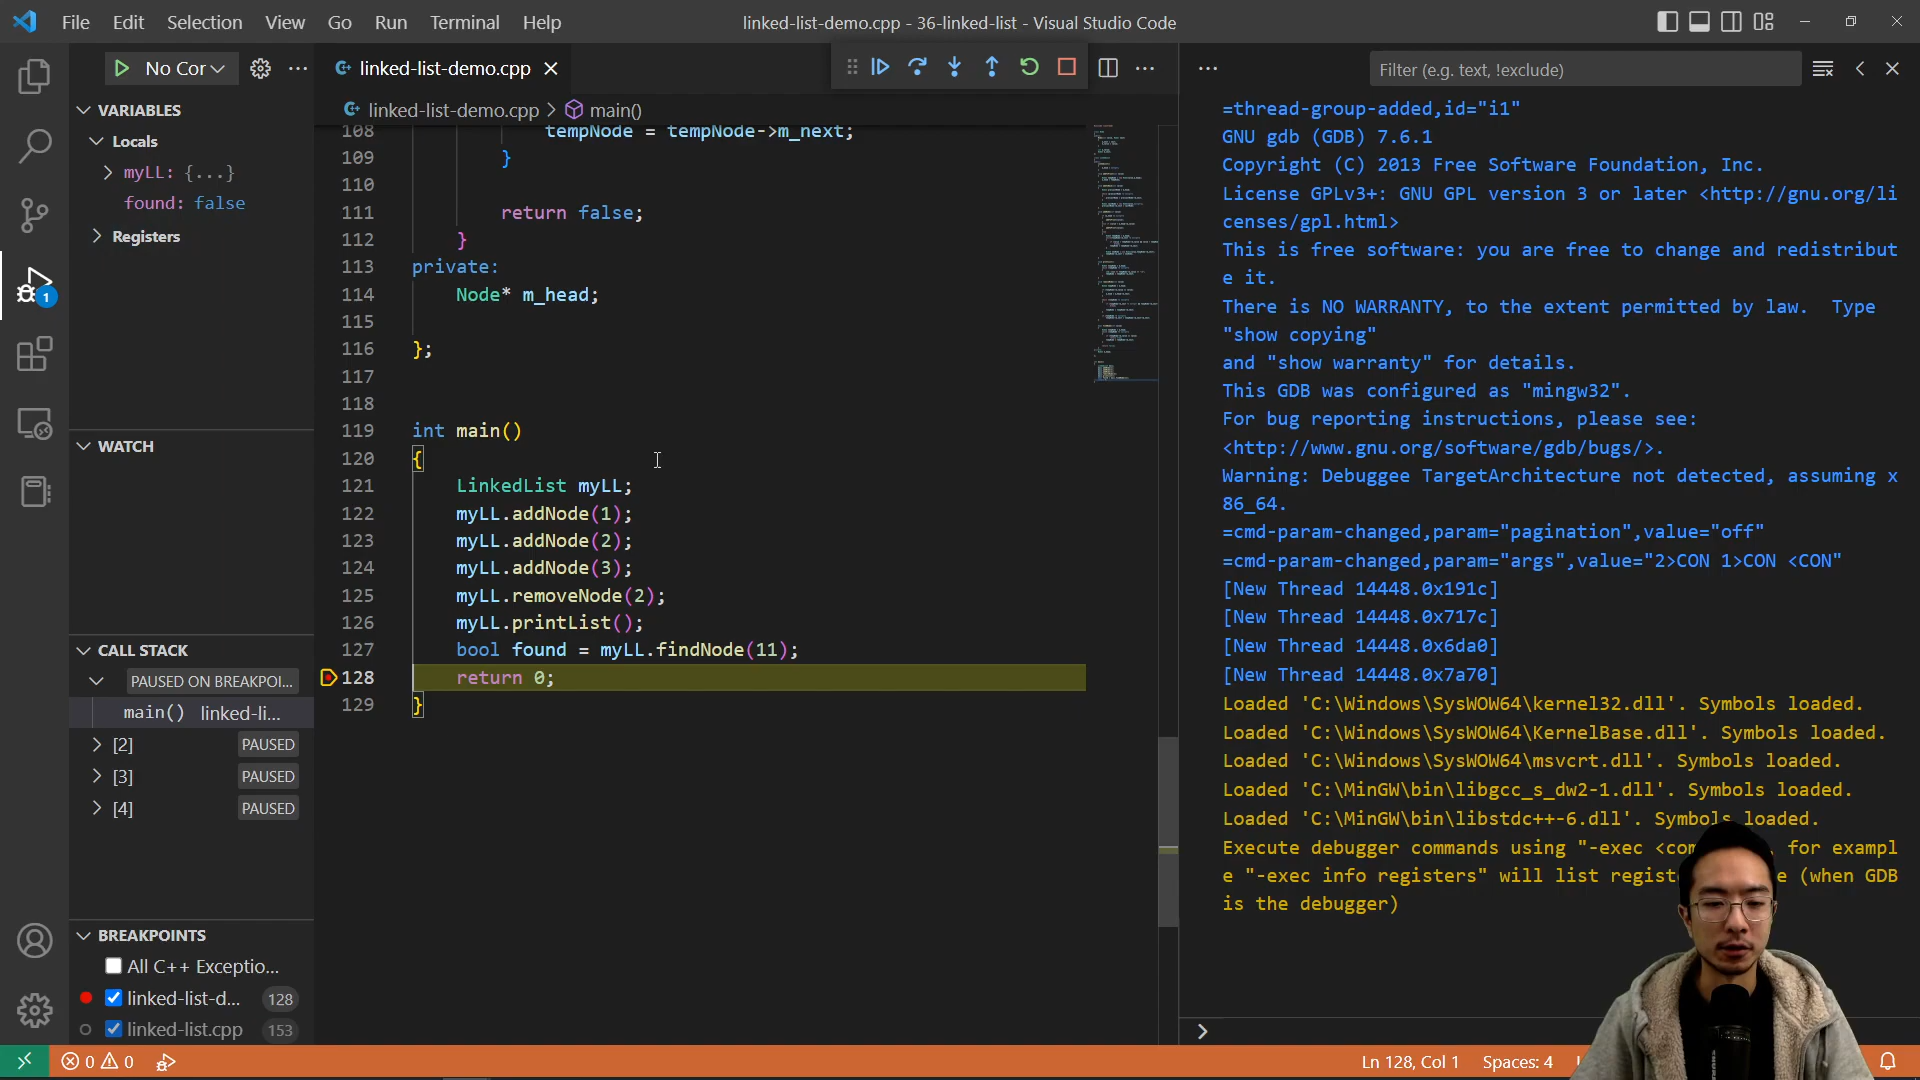 File Edit Selection View Go Run Terminal Help
linked-list-demo.cpp - 36-linked-list - Visual Studio Code
No Cor
linked-list-demo.cpp
Filter (e.g. text, !exclude)
VARIABLES
Locals
myLL: {...}
found: false
Registers
WATCH
CALL STACK
PAUSED ON BREAKPOI...
main() linked-li...
[2] PAUSED
[3] PAUSED
[4] PAUSED
BREAKPOINTS
All C++ Exceptio...
linked-list-d... 128
linked-list.cpp 153
linked-list-demo.cpp > main()
108 tempNode = tempNode->m_next;
109 }
110
111 return false;
112 }
113 private:
114 Node* m_head;
115
116 };
117
118
119 int main()
120 {
121 LinkedList myLL;
122 myLL.addNode(1);
123 myLL.addNode(2);
124 myLL.addNode(3);
125 myLL.removeNode(2);
126 myLL.printList();
127 bool found = myLL.findNode(11);
128 return 0;
129 }
=thread-group-added,id="i1"
GNU gdb (GDB) 7.6.1
Copyright (C) 2013 Free Software Foundation, Inc.
License GPLv3+: GNU GPL version 3 or later <http://gnu.org/li
censes/gpl.html>
This is free software: you are free to change and redistribut
e it.
There is NO WARRANTY, to the extent permitted by law.  Type
"show copying"
and "show warranty" for details.
This GDB was configured as "mingw32".
For bug reporting instructions, please see:
<http://www.gnu.org/software/gdb/bugs/>.
Warning: Debuggee TargetArchitecture not detected, assuming x
86_64.
=cmd-param-changed,param="pagination",value="off"
=cmd-param-changed,param="args",value="2>CON 1>CON <CON"
[New Thread 14448.0x191c]
[New Thread 14448.0x717c]
[New Thread 14448.0x6da0]
[New Thread 14448.0x7a70]
Loaded 'C:\Windows\SysWOW64\kernel32.dll'. Symbols loaded.
Loaded 'C:\Windows\SysWOW64\KernelBase.dll'. Symbols loaded.
Loaded 'C:\Windows\SysWOW64\msvcrt.dll'. Symbols loaded.
Loaded 'C:\MinGW\bin\libgcc_s_dw2-1.dll'. Symbols loaded.
Loaded 'C:\MinGW\bin\libstdc++-6.dll'. Symbols loaded.
Execute debugger commands using "-exec <com for exampl
e "-exec info registers" will list regist e (when GDB
is the debugger)
1
0 0
Ln 128, Col 1 Spaces: 4